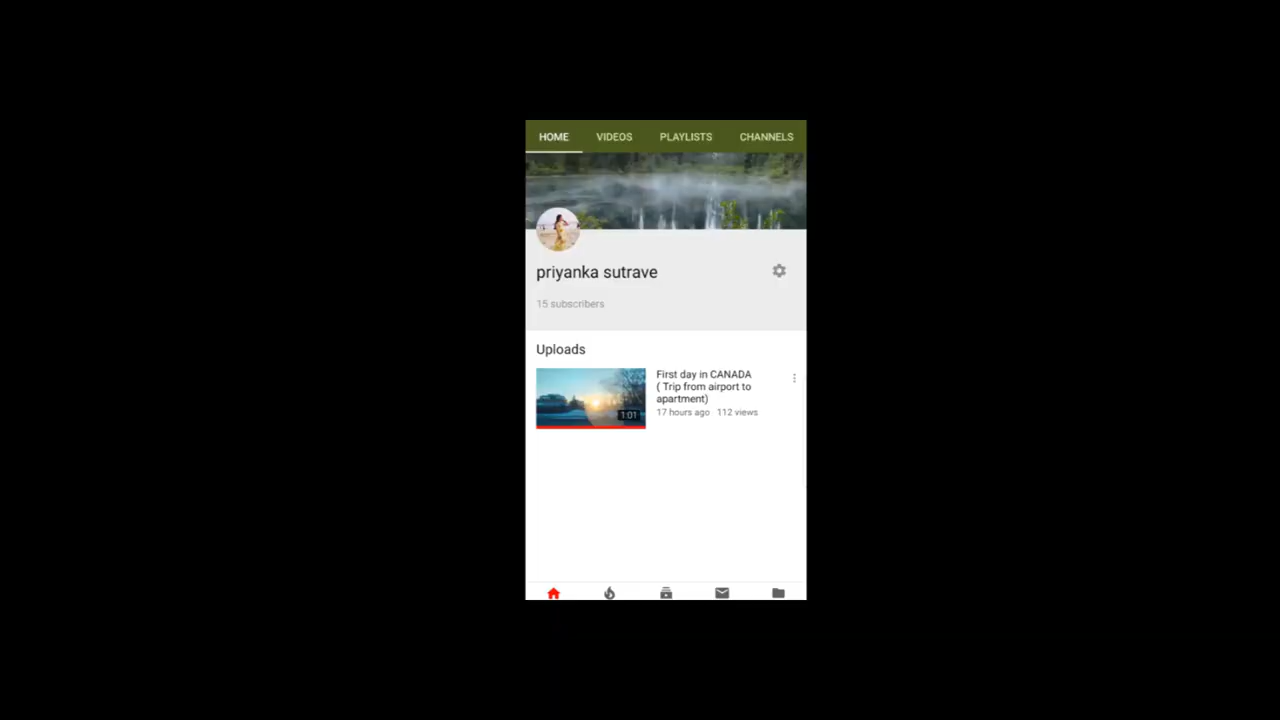 HOME VIDEOS PLAYLISTS CHANNELS
priyanka sutrave
15 subscribers
Uploads
1:01
First day in CANADA
( Trip from airport to
apartment)
17 hours ago 112 views